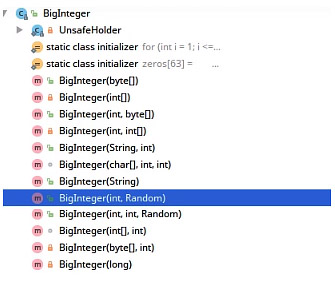 BigInteger
UnsafeHolder
static class initializer for (int i = 1; i <=...
static class initializer zeros[63] = ...
BigInteger(byte[])
BigInteger(int[])
BigInteger(int, byte[])
BigInteger(int, int[])
BigInteger(String, int)
BigInteger(char[], int, int)
BigInteger(String)
BigInteger(int, Random)
BigInteger(int, int, Random)
BigInteger(int[], int)
BigInteger(byte[], int)
BigInteger(long)